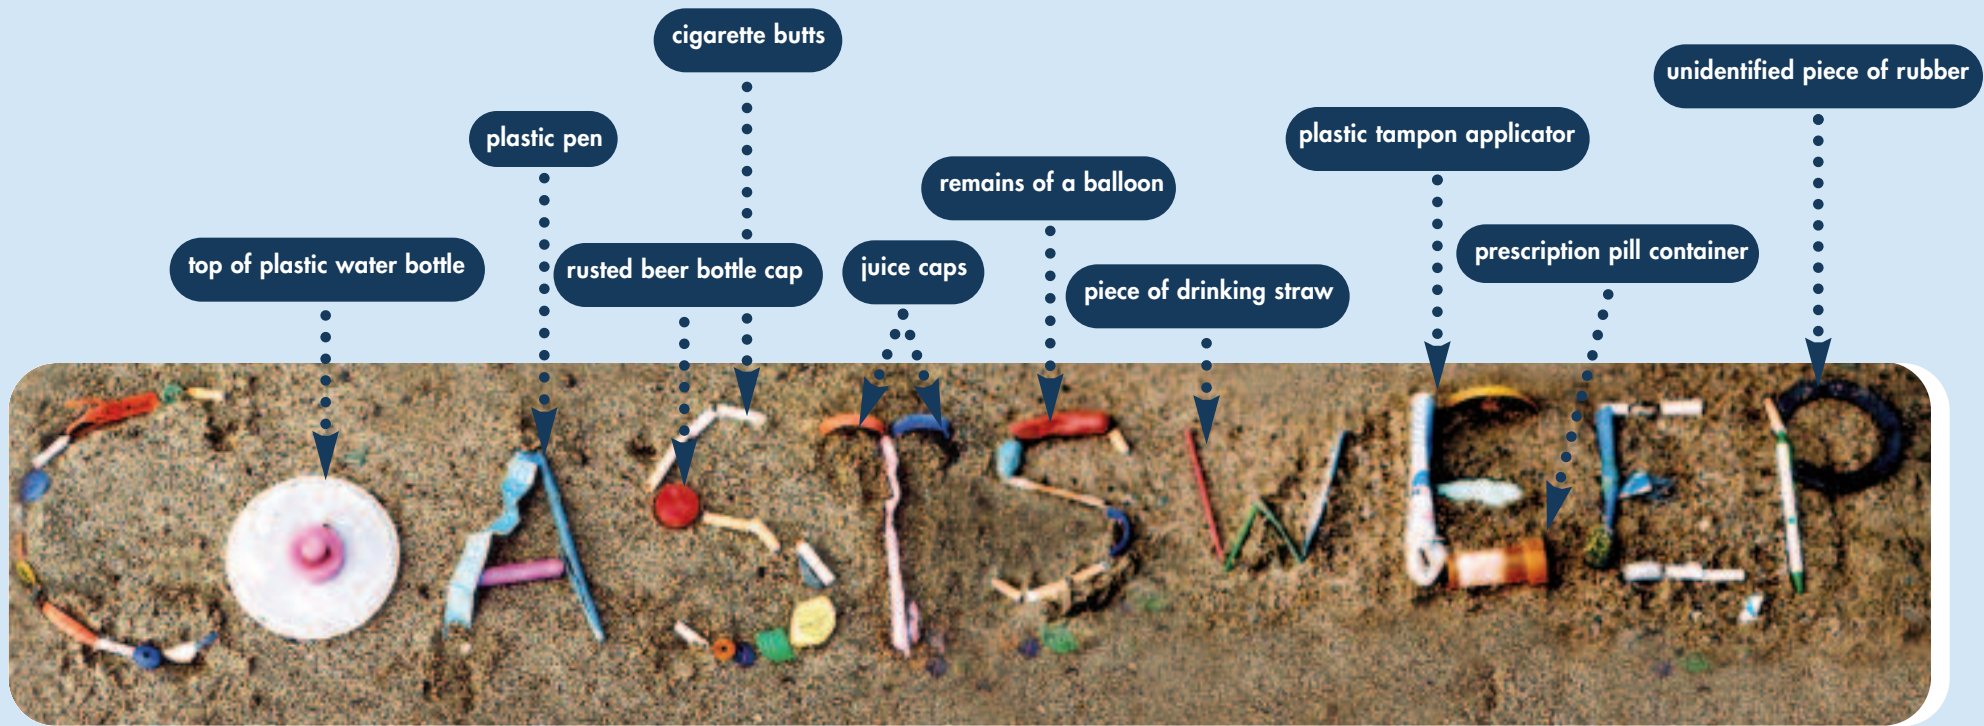 cigarette butts
unidentified piece of rubber
plastic pen
plastic tampon applicator
remains of a balloon
prescription pill container
top of plastic water bottle
rusted beer bottle cap
juice caps
piece of drinking straw
COASTSWEEP